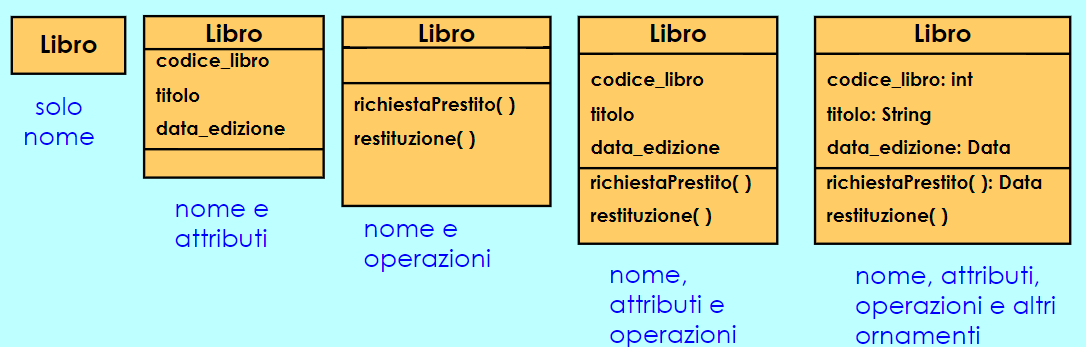 Libro
solo
nome
Libro
codice_libro
titolo
data_edizione
nome e
attributi
Libro
richiestaPrestito( )
restituzione( )
nome e
operazioni
Libro
codice_libro
titolo
data_edizione
richiestaPrestito( )
restituzione( )
nome,
attributi e
operazioni
Libro
codice_libro: int
titolo: String
data_edizione: Data
richiestaPrestito( ): Data
restituzione( )
nome, attributi,
operazioni e altri
ornamenti